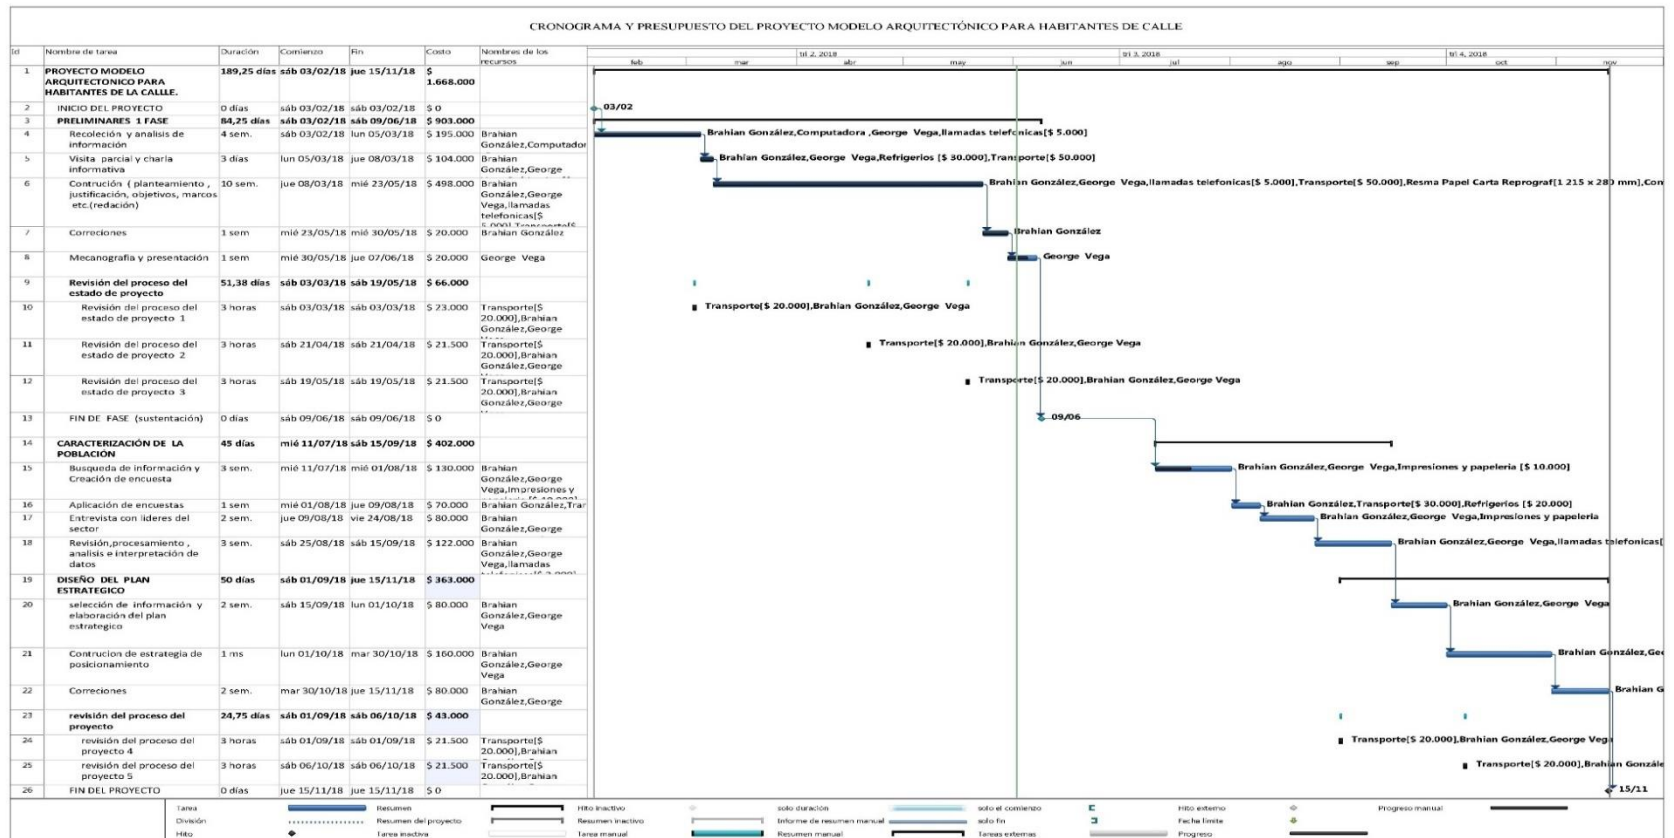 CRONOGRAMA Y PRESUPUESTO DEL PROYECTO MODELO ARQUITECTÓNICO PARA HABITANTES DE CALLE
Id Nombre de tarea Duración Comienzo Fin Costo Nombres de los
recursos
tri 2, 2018 tri 3, 2018 tri 4, 2018
feb mar abr may jun jul ago sep oct nov
1 PROYECTO MODELO 189,25 días sáb 03/02/18 jue 15/11/18 $
ARQUITECTONICO PARA 1.668.000
HABITANTES DE LA CALLLE.
2 INICIO DEL PROYECTO 0 días sáb 03/02/18 sáb 03/02/18 $ 0 03/02
3 PRELIMINARES 1 FASE 84,25 días sáb 03/02/18 sáb 09/06/18 $ 903.000
4 Recoleción y analisis de 4 sem. sáb 03/02/18 lun 05/03/18 $ 195.000 Brahian Brahian González,Computadora ,George Vega,llamadas telefonicas[$ 5.000]
información González,Computador
5 Visita parcial y charla 3 días lun 05/03/18 jue 08/03/18 $ 104.000 Brahian Brahian González,George Vega,Refrigerios [$ 30.000],Transporte[$ 50.000]
informativa González,George
6 Contrución ( planteamiento , 10 sem. jue 08/03/18 mié 23/05/18 $ 498.000 Brahian Brahian González,George Vega,llamadas telefonicas[$ 5.000],Transporte[$ 50.000],Resma Papel Carta Reprograf[1 215 x 280 mm],Com
justificación, objetivos, marcos González,George
etc.(redación) Vega,llamadas
telefonicas[$
5.000],Transporte[$
7 Correciones 1 sem mié 23/05/18 mié 30/05/18 $ 20.000 Brahian González Brahian González
8 Mecanografia y presentación 1 sem mié 30/05/18 jue 07/06/18 $ 20.000 George Vega George Vega
9 Revisión del proceso del 51,38 días sáb 03/03/18 sáb 19/05/18 $ 66.000
estado de proyecto
10 Revisión del proceso del 3 horas sáb 03/03/18 sáb 03/03/18 $ 23.000 Transporte[$ Transporte[$ 20.000],Brahian González,George Vega
estado de proyecto 1 20.000],Brahian
González,George
11 Revisión del proceso del 3 horas sáb 21/04/18 sáb 21/04/18 $ 21.500 Transporte[$ Transporte[$ 20.000],Brahian González,George Vega
estado de proyecto 2 20.000],Brahian
González,George
12 Revisión del proceso del 3 horas sáb 19/05/18 sáb 19/05/18 $ 21.500 Transporte[$ Transporte[$ 20.000],Brahian González,George Vega
estado de proyecto 3 20.000],Brahian
González,George
13 FIN DE FASE (sustentación) 0 días sáb 09/06/18 sáb 09/06/18 $ 0 09/06
14 CARACTERIZACIÓN DE LA 45 días mié 11/07/18 sáb 15/09/18 $ 402.000
POBLACIÓN
15 Busqueda de información y 3 sem. mié 11/07/18 mié 01/08/18 $ 130.000 Brahian Brahian González,George Vega,Impresiones y papeleria [$ 10.000]
Creación de encuesta González,George
Vega,Impresiones y
16 Aplicación de encuestas 1 sem mié 01/08/18 jue 09/08/18 $ 70.000 Brahian González,Tran Brahian González,Transporte[$ 30.000],Refrigerios [$ 20.000]
17 Entrevista con lideres del 2 sem. jue 09/08/18 vie 24/08/18 $ 80.000 Brahian Brahian González,George Vega,Impresiones y papeleria
sector González,George
18 Revisión,procesamiento , 3 sem. sáb 25/08/18 sáb 15/09/18 $ 122.000 Brahian Brahian González,George Vega,llamadas telefonicas[
analisis e interpretación de González,George
datos Vega,llamadas
19 DISEÑO DEL PLAN 50 días sáb 01/09/18 jue 15/11/18 $ 363.000
ESTRATEGICO
20 selección de información y 2 sem. sáb 15/09/18 lun 01/10/18 $ 80.000 Brahian Brahian González,George Vega
elaboración del plan González,George
estrategico Vega
21 Contrucion de estrategia de 1 ms lun 01/10/18 mar 30/10/18 $ 160.000 Brahian Brahian González,Geo
posicionamiento González,George
Vega
22 Correciones 2 sem. mar 30/10/18 jue 15/11/18 $ 80.000 Brahian Brahian G
González,George
23 revisión del proceso del 24,75 días sáb 01/09/18 sáb 06/10/18 $ 43.000
proyecto
24 revisión del proceso del 3 horas sáb 01/09/18 sáb 01/09/18 $ 21.500 Transporte[$ Transporte[$ 20.000],Brahian González,George Vega
proyecto 4 20.000],Brahian
25 revisión del proceso del 3 horas sáb 06/10/18 sáb 06/10/18 $ 21.500 Transporte[$ Transporte[$ 20.000],Brahian Gonzále
proyecto 5 20.000],Brahian
26 FIN DEL PROYECTO 0 días jue 15/11/18 jue 15/11/18 $ 0 15/11
Tarea Resumen Hito inactivo solo duración solo el comienzo Hito externo Progreso manual
División Resumen del proyecto Resumen inactivo Informe de resumen manual solo fin Fecha límite
Hito Tarea inactiva Tarea manual Resumen manual Tareas externas Progreso